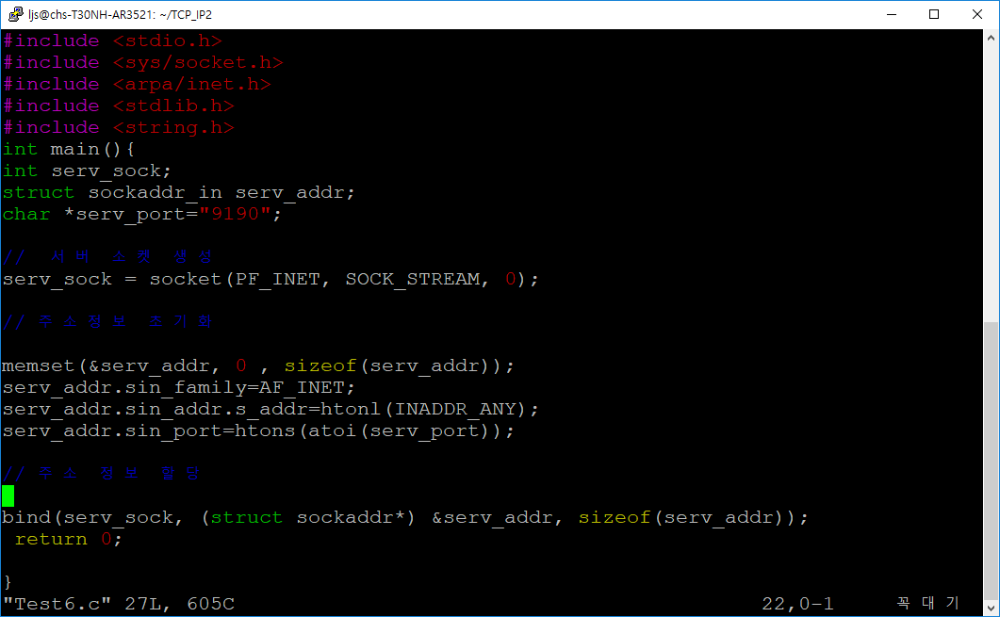 ljs@chs-T30NH-AR3521: ~/TCP_IP2
#include <stdio.h>
#include <sys/socket.h>
#include <arpa/inet.h>
#include <stdlib.h>
#include <string.h>
int main(){
int serv_sock;
struct sockaddr_in serv_addr;
char *serv_port="9190";
// 서버 소켓 생성
serv_sock = socket(PF_INET, SOCK_STREAM, 0);
// 주소정보 초기화
memset(&serv_addr, 0 , sizeof(serv_addr));
serv_addr.sin_family=AF_INET;
serv_addr.sin_addr.s_addr=htonl(INADDR_ANY);
serv_addr.sin_port=htons(atoi(serv_port));
// 주소 정보 할당
bind(serv_sock, (struct sockaddr*) &serv_addr, sizeof(serv_addr));
return 0;
}
"Test6.c" 27L, 605C 22,0-1 꼭대기